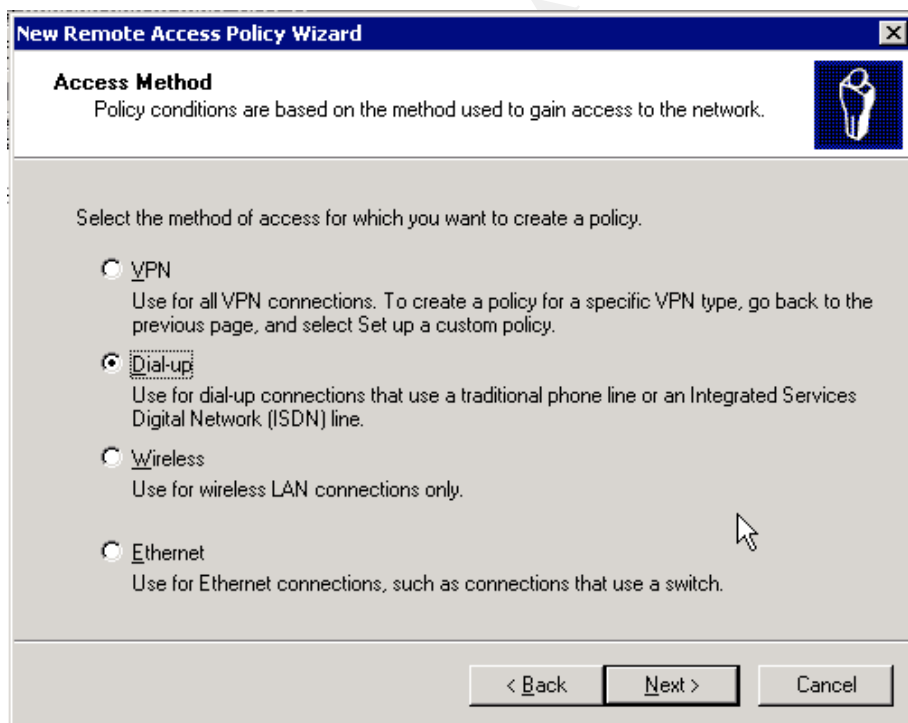 New Remote Access Policy Wizard
Access Method
Policy conditions are based on the method used to gain access to the network.
Select the method of access for which you want to create a policy.
VPN
Use for all VPN connections. To create a policy for a specific VPN type, go back to the
previous page, and select Set up a custom policy.
Dial-up
Use for dial-up connections that use a traditional phone line or an Integrated Services
Digital Network (ISDN) line.
Wireless
Use for wireless LAN connections only.
Ethernet
Use for Ethernet connections, such as connections that use a switch.
< Back
Next >
Cancel